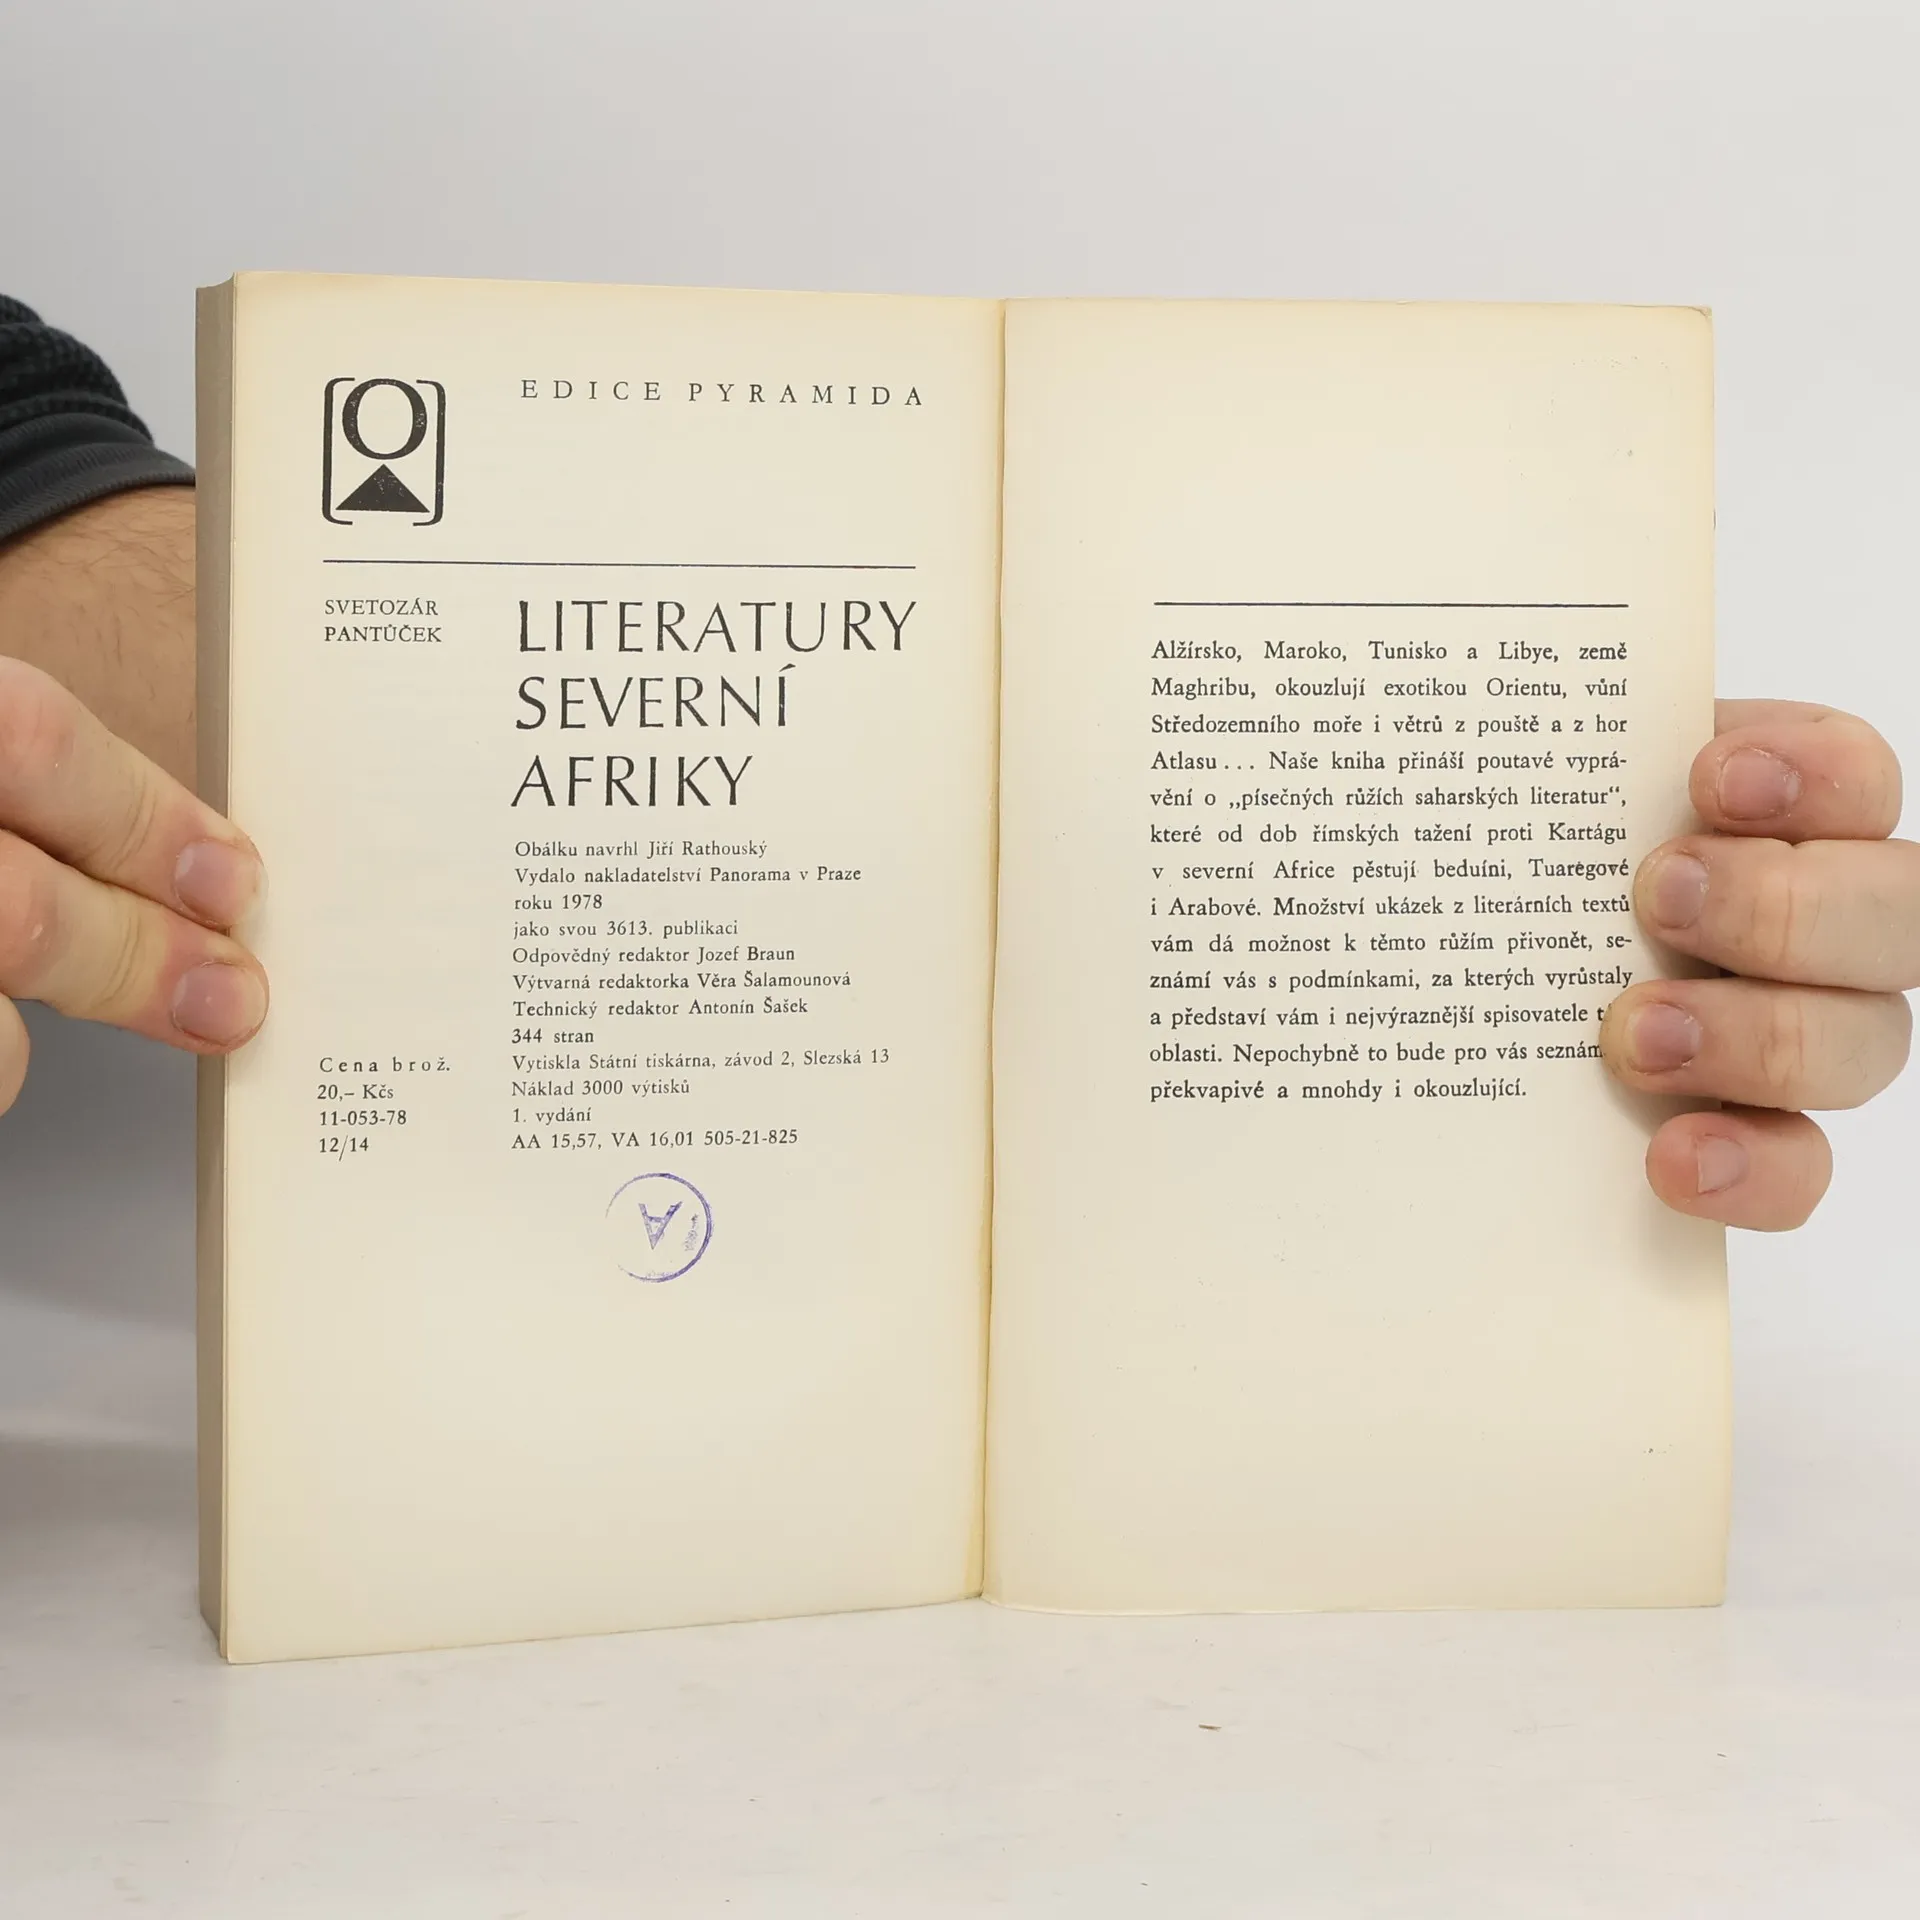 EDICE PYRAMIDA
SVETOZÁR
PANTŮČEK
LITERATURY
SEVERNÍ
AFRIKY
Obálku navrhl Jiří Rathouský
Vydalo nakladatelství Panorama v Praze
roku 1978
jako svou 3613. publikaci
Odpovědný redaktor Jozef Braun
Výtvarná redaktorka Věra Šalamounová
Technický redaktor Antonín Šašek
344 stran
Vytiskla Státní tiskárna, závod 2, Slezská 13
Náklad 3000 výtisků
1. vydání
AA 15,57, VA 16,01 505-21-825
Cena brož.
20,– Kčs
11-053-78
12/14
A
Alžírsko, Maroko, Tunisko a Libye, země
Maghribu, okouzlují exotikou Orientu, vůní
Středozemního moře i větrů z pouště a z hor
Atlasu... Naše kniha přináší poutavé vyprá-
vění o „písečných růžích saharských literatur“,
které od dob římských tažení proti Kartágu
v severní Africe pěstují beduíni, Tuaregové
i Arabové. Množství ukázek z literárních textů
vám dá možnost k těmto růžím přivonět, se-
známí vás s podmínkami, za kterých vyrůstaly
a představí vám i nejvýraznější spisovatele
oblasti. Nepochybně to bude pro vás
překvapivé a mnohdy i okouzlující.